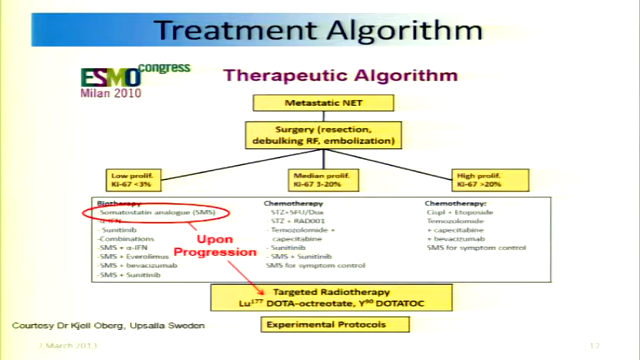 Treatment Algorithm
ESMO congress
Milan 2010
Therapeutic Algorithm
Metastatic NET
Surgery (resection,
debulking RF, embolization)
Low prolif.
Ki-67 <3%
Median prolif.
Ki-67 3-20%
High prolif.
Ki-67 >20%
Biotherapy:
Somatostatin analogue (SMS)
α-IFN
- Sunitinib
-Combinations
-SMS + α-IFN
-SMS + Everolimus
-SMS + bevacizumab
-SMS + Sunitinib
Chemotherapy:
STZ+5FU/Dox
STZ + RAD001
- Temozolomide +
capecitabine
- Sunitinib
- SMS + Sunitinib
SMS for symptom control
Chemotherapy:
Cispl + Etoposide
Temozolomide
+ capecitabine
+ bevacizumab
SMS for symptom control
Upon
Progression
Targeted Radiotherapy
Lu177 DOTA-octreotate, Y90 DOTATOC
Experimental Protocols
Courtesy Dr Kjell Oberg, Upsalla Sweden
7 March 2013
12